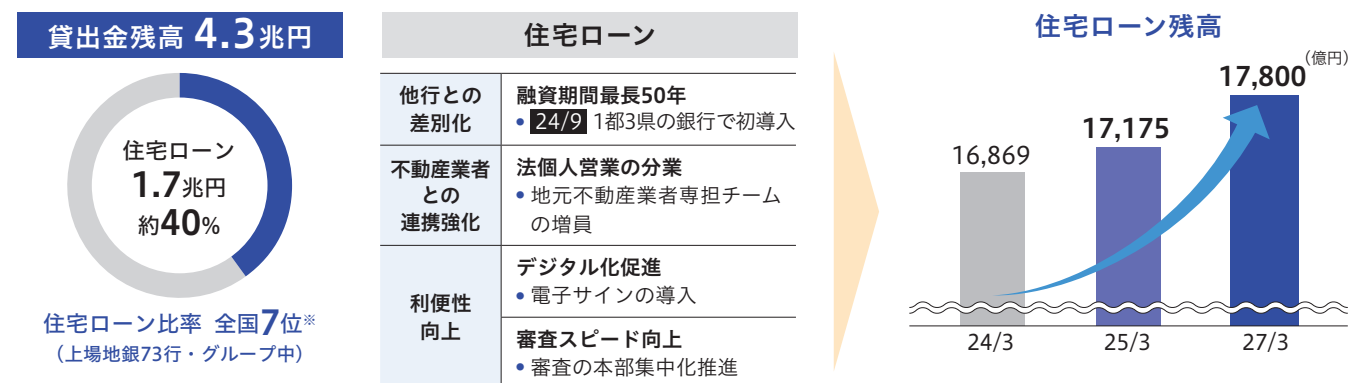 貸出金残高 4.3兆円
住宅ローン
1.7兆円
約40%
住宅ローン比率 全国7位※
（上場地銀73行・グループ中）
住宅ローン
他行との
差別化
融資期間最長50年
• 24/9 1都3県の銀行で初導入
不動産業者
との
連携強化
法個人営業の分業
• 地元不動産業者専担チーム
の増員
利便性
向上
デジタル化促進
• 電子サインの導入
審査スピード向上
• 審査の本部集中化推進
住宅ローン残高
（億円）
16,869
17,175
17,800
24/3
25/3
27/3